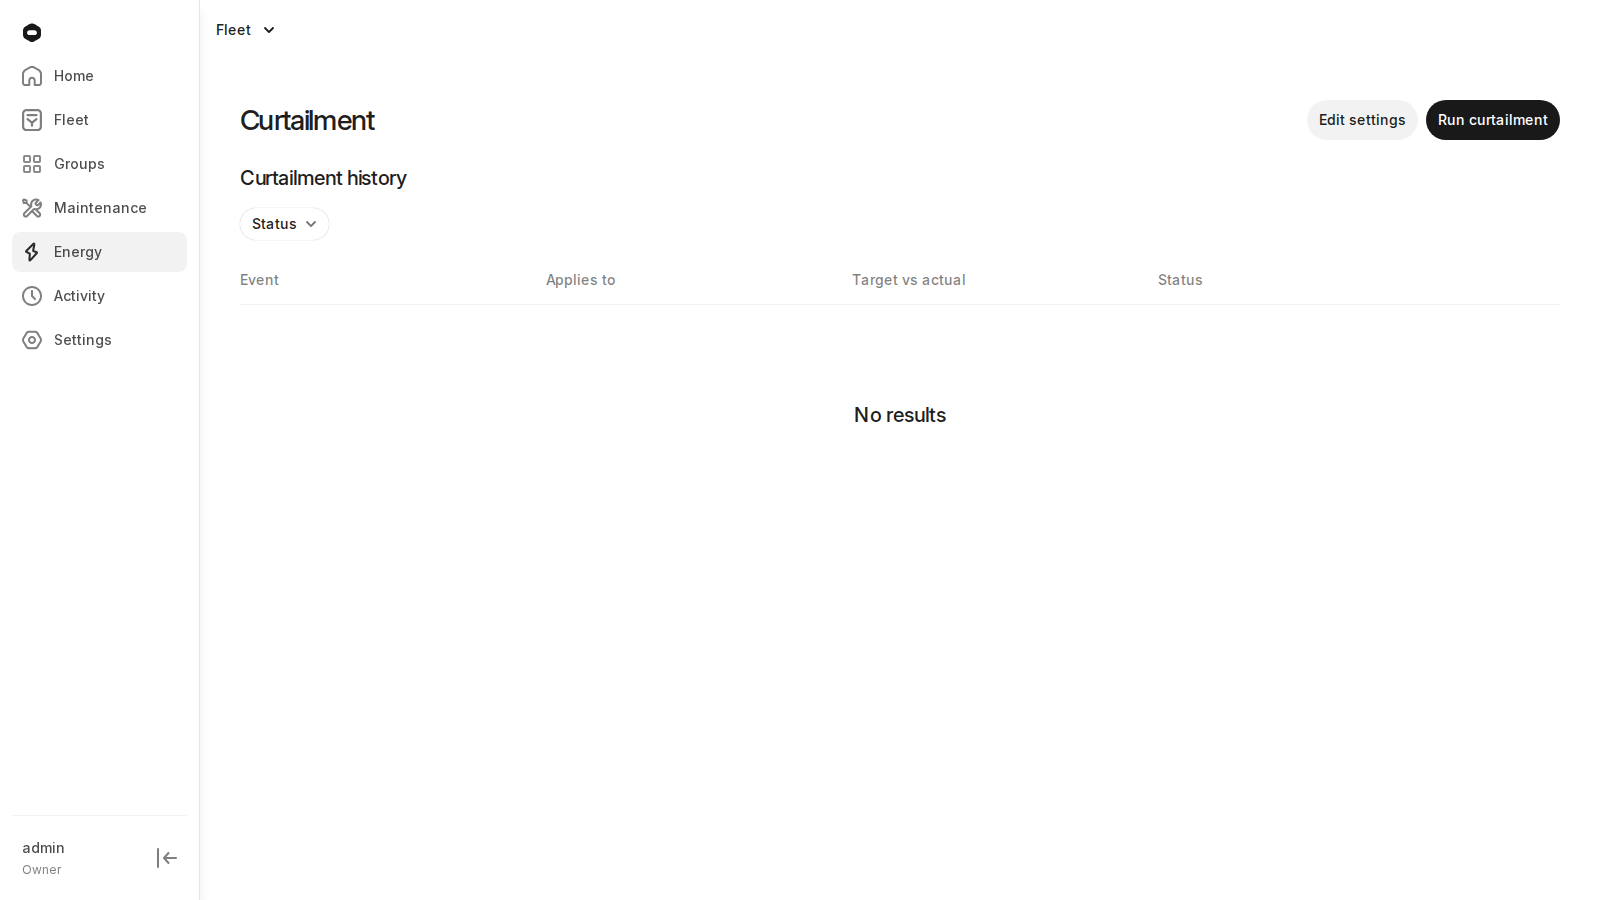 Fleet
Home
Fleet
Groups
Maintenance
Energy
Activity
Settings
admin
Owner
Curtailment
Edit settings
Run curtailment
Curtailment history
Status
Event
Applies to
Target vs actual
Status
No results